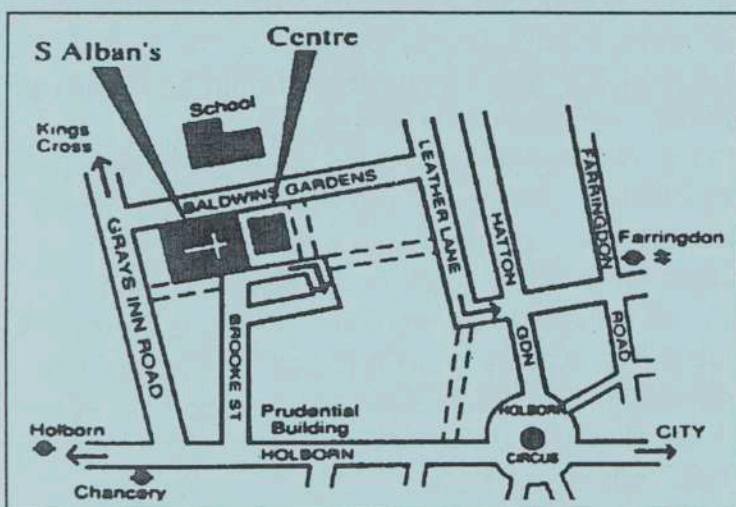 S Alban's
Centre
School
Kings
Cross
BALDWINS GARDENS
GRAYS INN ROAD
LEATHER LANE
HATTON
GDN
FARRINGDON
ROAD
Farringdon
BROOKE ST
Prudential
Building
HOLBORN
CIRCUS
Holborn
HOLBORN
CITY
Chancery